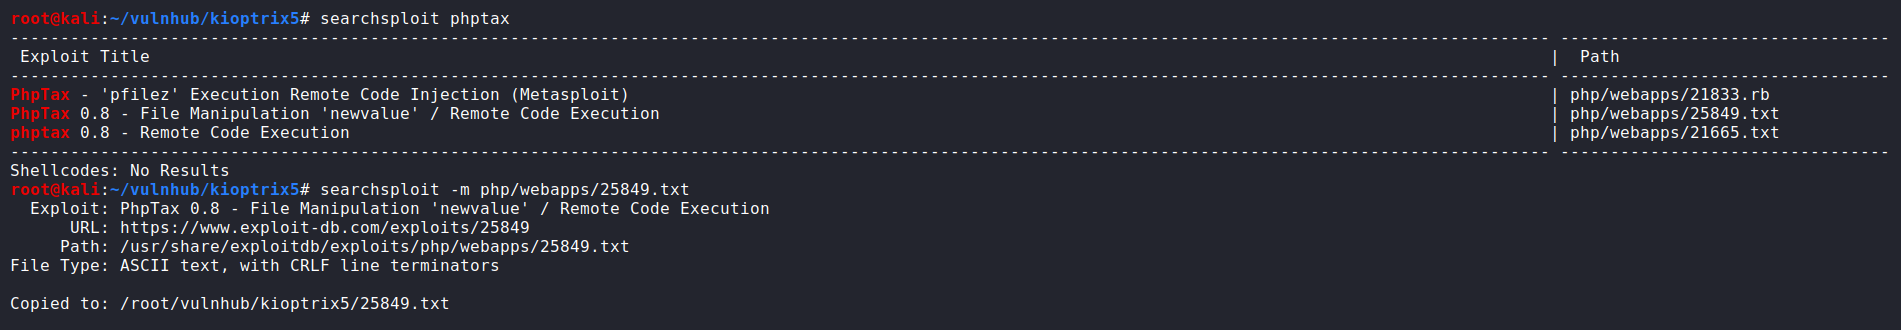 root@kali:~/vulnhub/kioptrix5# searchsploit phptax
---------------------------------------------------------------------------------------------------------------------------------------------------------- ---------------------------------
 Exploit Title                                                                                                                                            |  Path
---------------------------------------------------------------------------------------------------------------------------------------------------------- ---------------------------------
PhpTax - 'pfilez' Execution Remote Code Injection (Metasploit)                                                                                            | php/webapps/21833.rb
PhpTax 0.8 - File Manipulation 'newvalue' / Remote Code Execution                                                                                         | php/webapps/25849.txt
phptax 0.8 - Remote Code Execution                                                                                                                        | php/webapps/21665.txt
---------------------------------------------------------------------------------------------------------------------------------------------------------- ---------------------------------
Shellcodes: No Results
root@kali:~/vulnhub/kioptrix5# searchsploit -m php/webapps/25849.txt
  Exploit: PhpTax 0.8 - File Manipulation 'newvalue' / Remote Code Execution
      URL: https://www.exploit-db.com/exploits/25849
     Path: /usr/share/exploitdb/exploits/php/webapps/25849.txt
File Type: ASCII text, with CRLF line terminators

Copied to: /root/vulnhub/kioptrix5/25849.txt